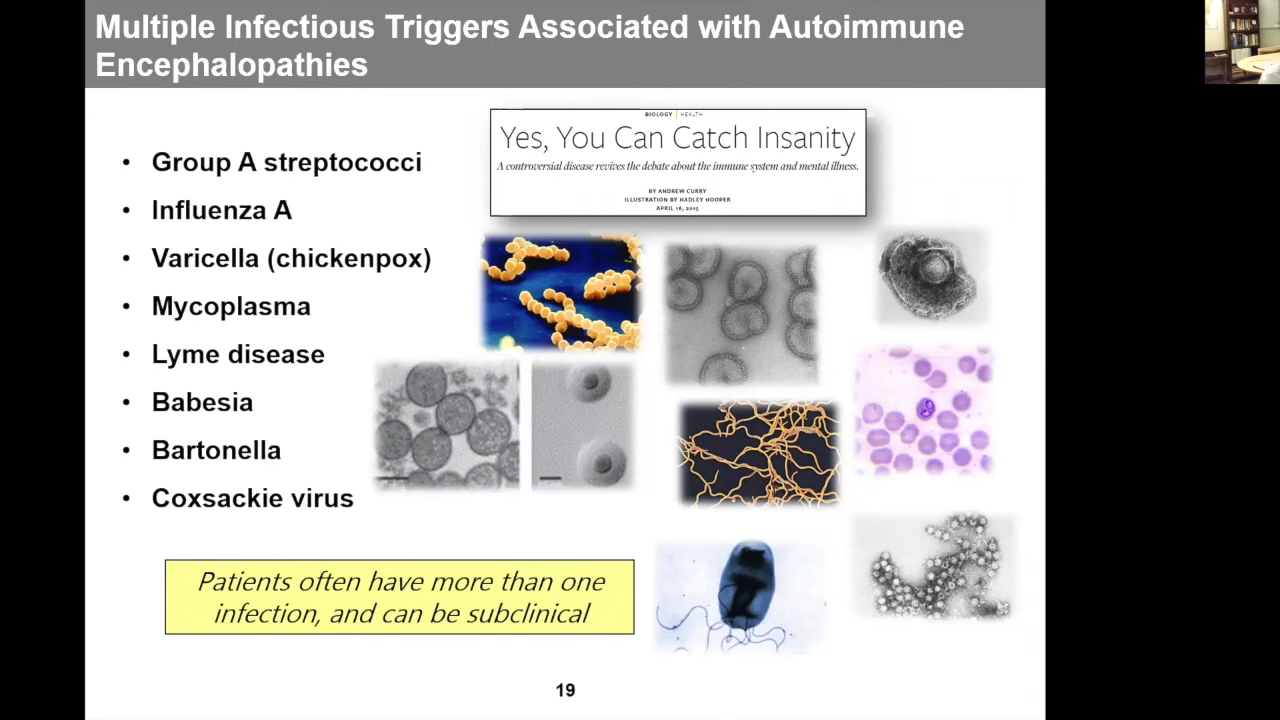 Multiple Infectious Triggers Associated with Autoimmune
Encephalopathies
BIOLOGY | HEALTH
Yes, You Can Catch Insanity
A controversial disease revives the debate about the immune system and mental illness.
BY ANDREW CURRY
ILLUSTRATION BY HADLEY HOOPER
APRIL 16, 2015
• Group A streptococci
• Influenza A
• Varicella (chickenpox)
• Mycoplasma
• Lyme disease
• Babesia
• Bartonella
• Coxsackie virus
Patients often have more than one
infection, and can be subclinical
19